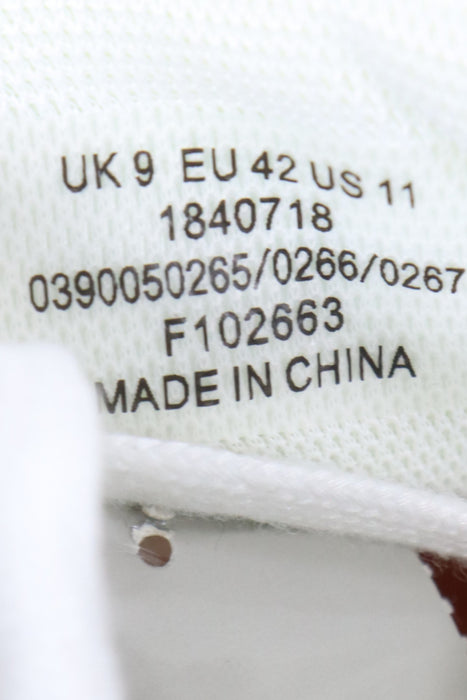 UK 9 EU 42 US 11
1840718
0390050265/0266/0267
F102663
MADE IN CHINA